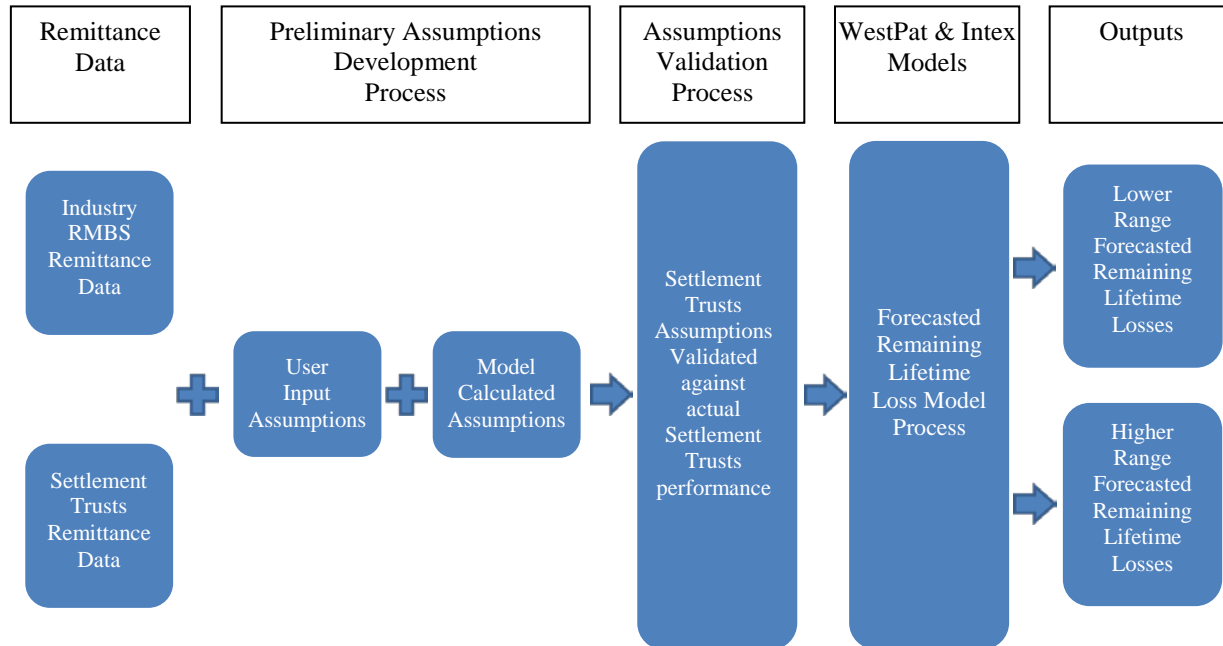 Remittance
Data
Preliminary Assumptions
Development
Process
Assumptions
Validation
Process
WestPat & Intex
Models
Outputs
Industry
RMBS
Remittance
Data
Settlement
Trusts
Remittance
Data
User
Input
Assumptions
Model
Calculated
Assumptions
Settlement
Trusts
Assumptions
Validated
against
actual
Settlement
Trusts
performance
Forecasted
Remaining
Lifetime
Loss Model
Process
Lower
Range
Forecasted
Remaining
Lifetime
Losses
Higher
Range
Forecasted
Remaining
Lifetime
Losses